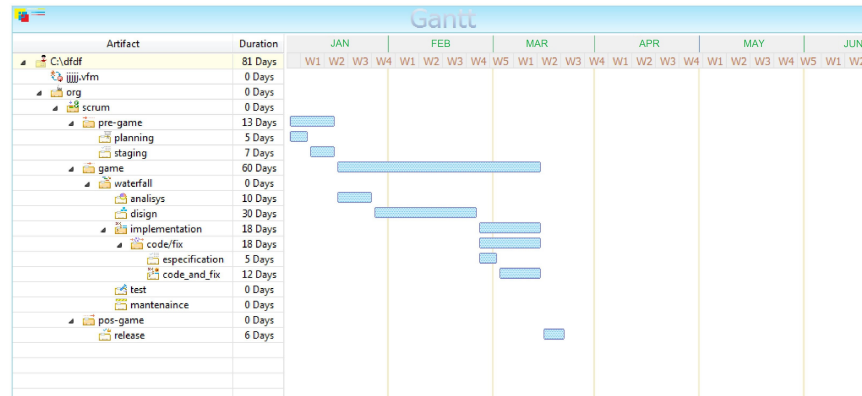 Gantt
Artifact Duration JAN FEB MAR APR MAY JUN
C:\dfdf 81 Days W1 W2 W3 W4 W1 W2 W3 W4 W5 W1 W2 W3 W4 W1 W2 W3 W4 W1 W2 W3 W4 W5 W1 W2
jjjjj.vfm 0 Days
org 0 Days
scrum 0 Days
pre-game 13 Days
planning 5 Days
staging 7 Days
game 60 Days
waterfall 0 Days
analisys 10 Days
disign 30 Days
implementation 18 Days
code/fix 18 Days
especification 5 Days
code_and_fix 12 Days
test 0 Days
mantenaince 0 Days
pos-game 0 Days
release 6 Days